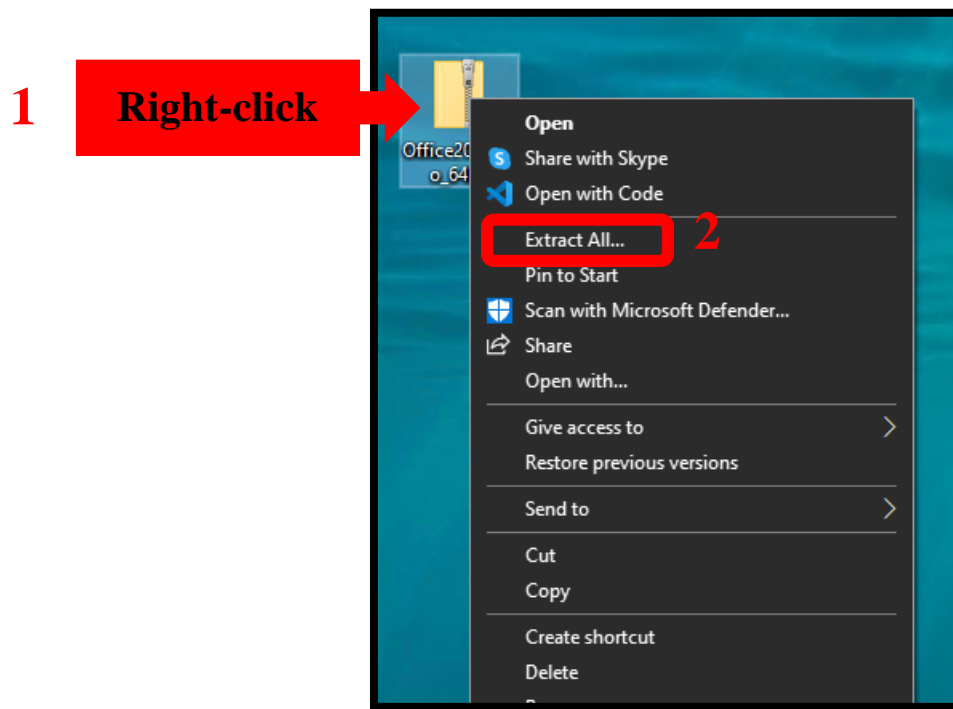 1
Right-click
Office20
o_64
Open
Share with Skype
Open with Code
Extract All...
2
Pin to Start
Scan with Microsoft Defender...
Share
Open with...
Give access to
Restore previous versions
Send to
Cut
Copy
Create shortcut
Delete